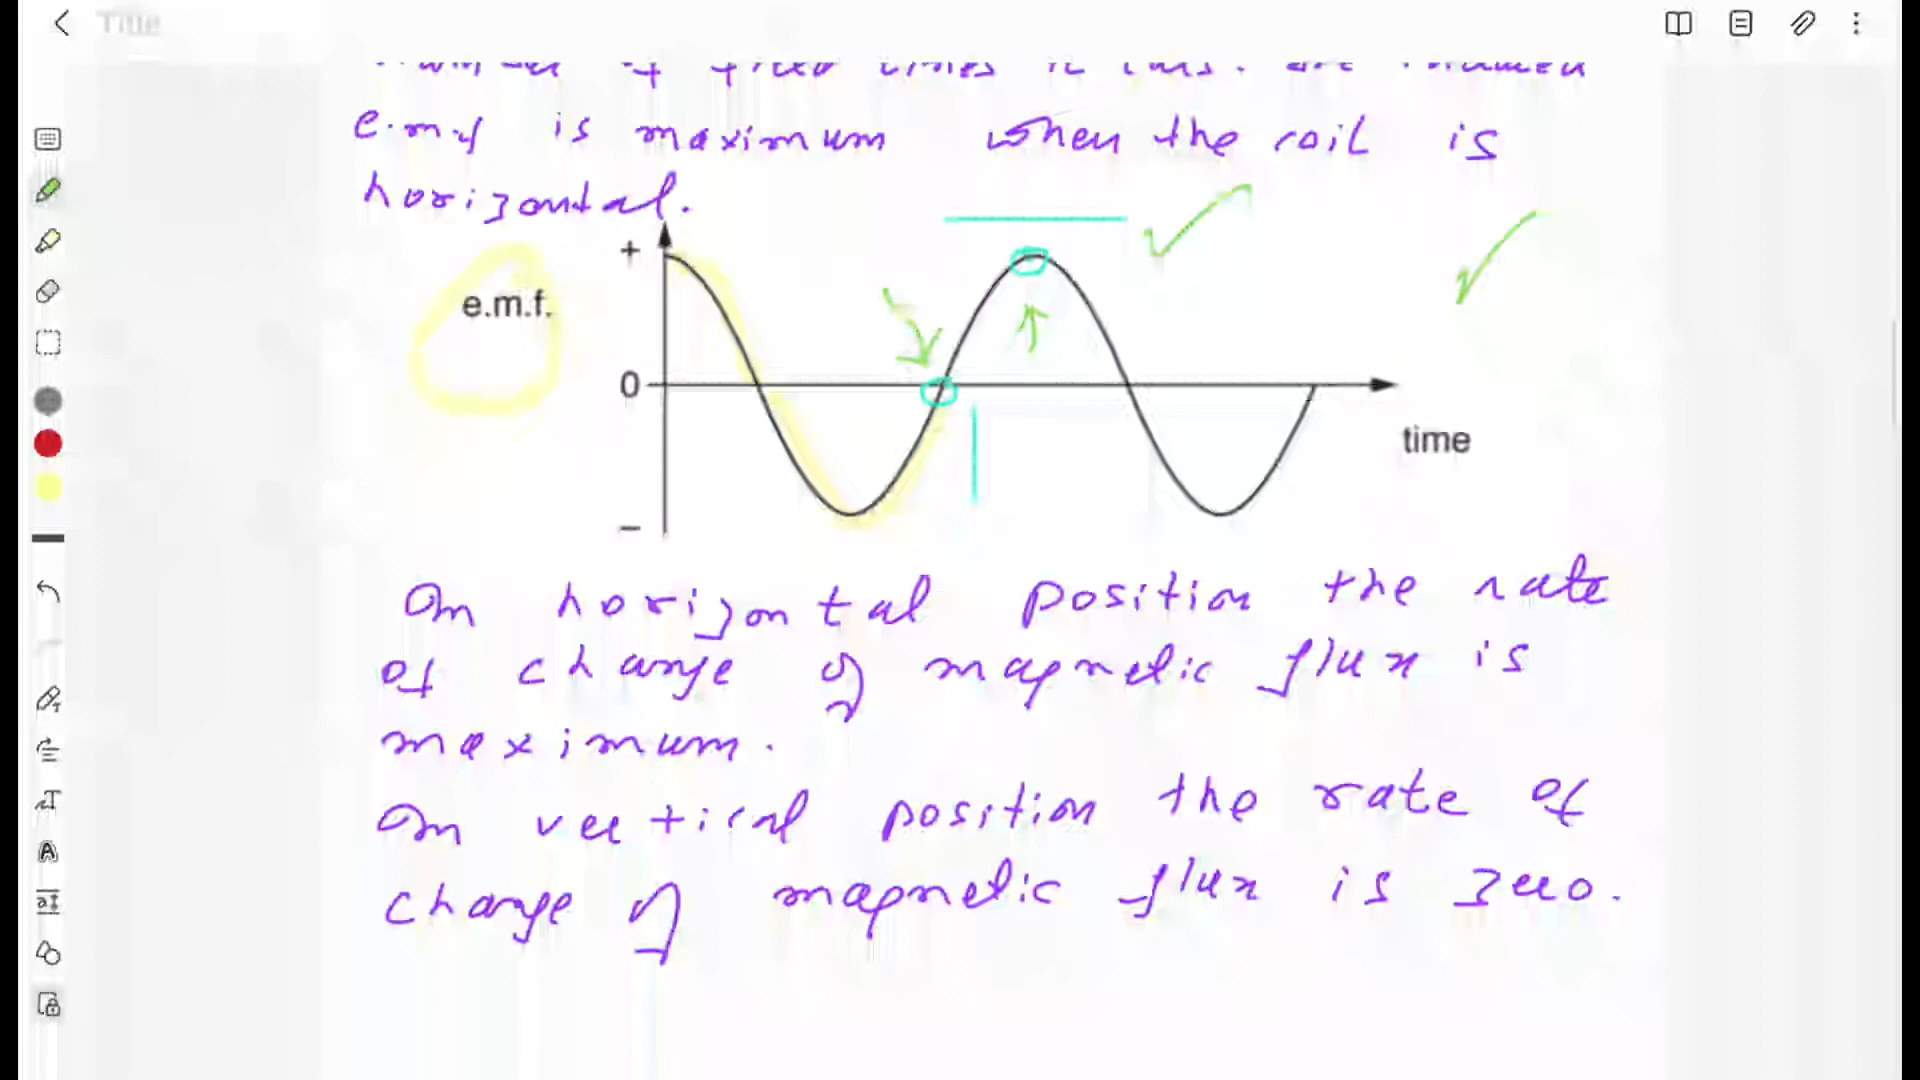 Title
e.m.f is maximum when the coil is
horizontal.
+
e.m.f.
0
time
−
On horizontal position the rate
of change of magnetic flux is
maximum.
On vertical position the rate of
change of magnetic flux is zero.